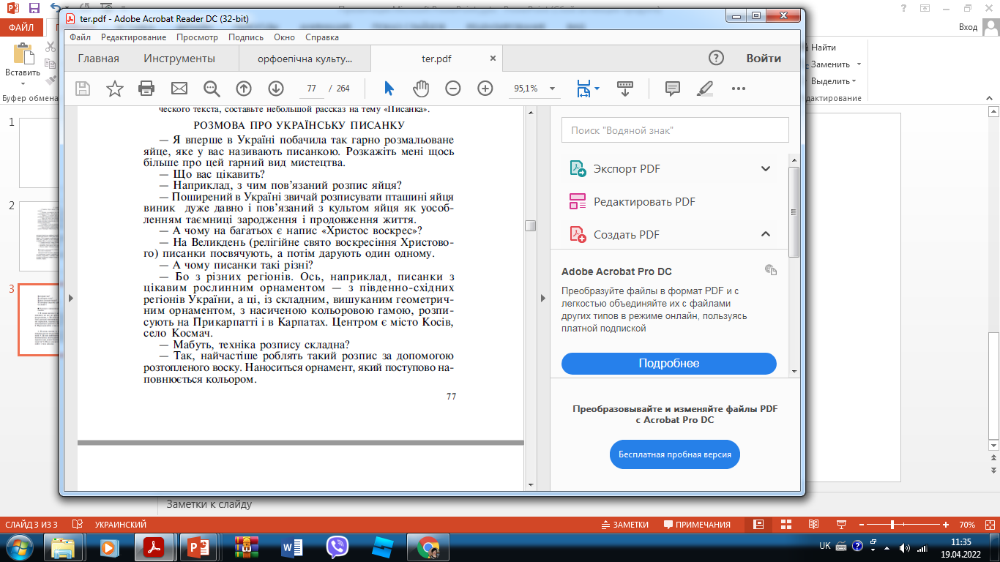 ФАЙЛ
Вход
Вставить
Буфер обмена
Найти
Заменить
Выделить
дактирование
1
2
3
ter.pdf - Adobe Acrobat Reader DC (32-bit)
Файл Редактирование Просмотр Подпись Окно Справка
Главная Инструменты орфоепічна культу... ter.pdf Войти
77 / 264 95,1%
ческого текста, составьте небольшой рассказ на тему «Писанка».
РОЗМОВА ПРО УКРАЇНСЬКУ ПИСАНКУ
— Я вперше в Україні побачила так гарно розмальоване
яйце, яке у вас називають писанкою. Розкажіть мені щось
більше про цей гарний вид мистецтва.
— Що вас цікавить?
— Наприклад, з чим пов’язаний розпис яйця?
— Поширений в Україні звичай розписувати пташині яйця
виник дуже давно і пов’язаний з культом яйця як уособ-
ленням таємниці зародження і продовження життя.
— А чому на багатьох є напис «Христос воскрес»?
— На Великдень (релігійне свято воскресіння Христово-
го) писанки посвячують, а потім дарують один одному.
— А чому писанки такі різні?
— Бо з різних регіонів. Ось, наприклад, писанки з
цікавим рослинним орнаментом — з південно-східних
регіонів України, а ці, із складним, вишуканим геометрич-
ним орнаментом, з насиченою кольоровою гамою, розпи-
сують на Прикарпатті і в Карпатах. Центром є місто Косів,
село Космач.
— Мабуть, техніка розпису складна?
— Так, найчастіше роблять такий розпис за допомогою
розтопленого воску. Наноситься орнамент, який поступово на-
повнюється кольором.
77
Поиск "Водяной знак"
Экспорт PDF
Редактировать PDF
Создать PDF
Adobe Acrobat Pro DC
Преобразуйте файлы в формат PDF и с
легкостью объединяйте их с файлами
других типов в режиме онлайн, пользуясь
платной подпиской
Подробнее
Преобразовывайте и изменяйте файлы PDF
с Acrobat Pro DC
Бесплатная пробная версия
Заметки к слайду
СЛАЙД 3 ИЗ 3 УКРАИНСКИЙ ЗАМЕТКИ ПРИМЕЧАНИЯ 70%
UK 11:35
19.04.2022